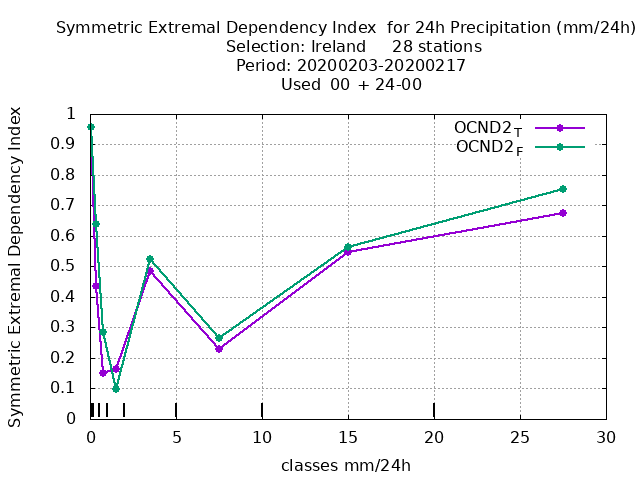 Symmetric Extremal Dependency Index for 24h Precipitation (mm/24h)
Selection: Ireland 28 stations
Period: 20200203-20200217
Used 00 + 24-00
Symmetric Extremal Dependency Index
1
0.9
0.8
0.7
0.6
0.5
0.4
0.3
0.2
0.1
0
OCND2T
OCND2F
0 5 10 15 20 25 30
classes mm/24h